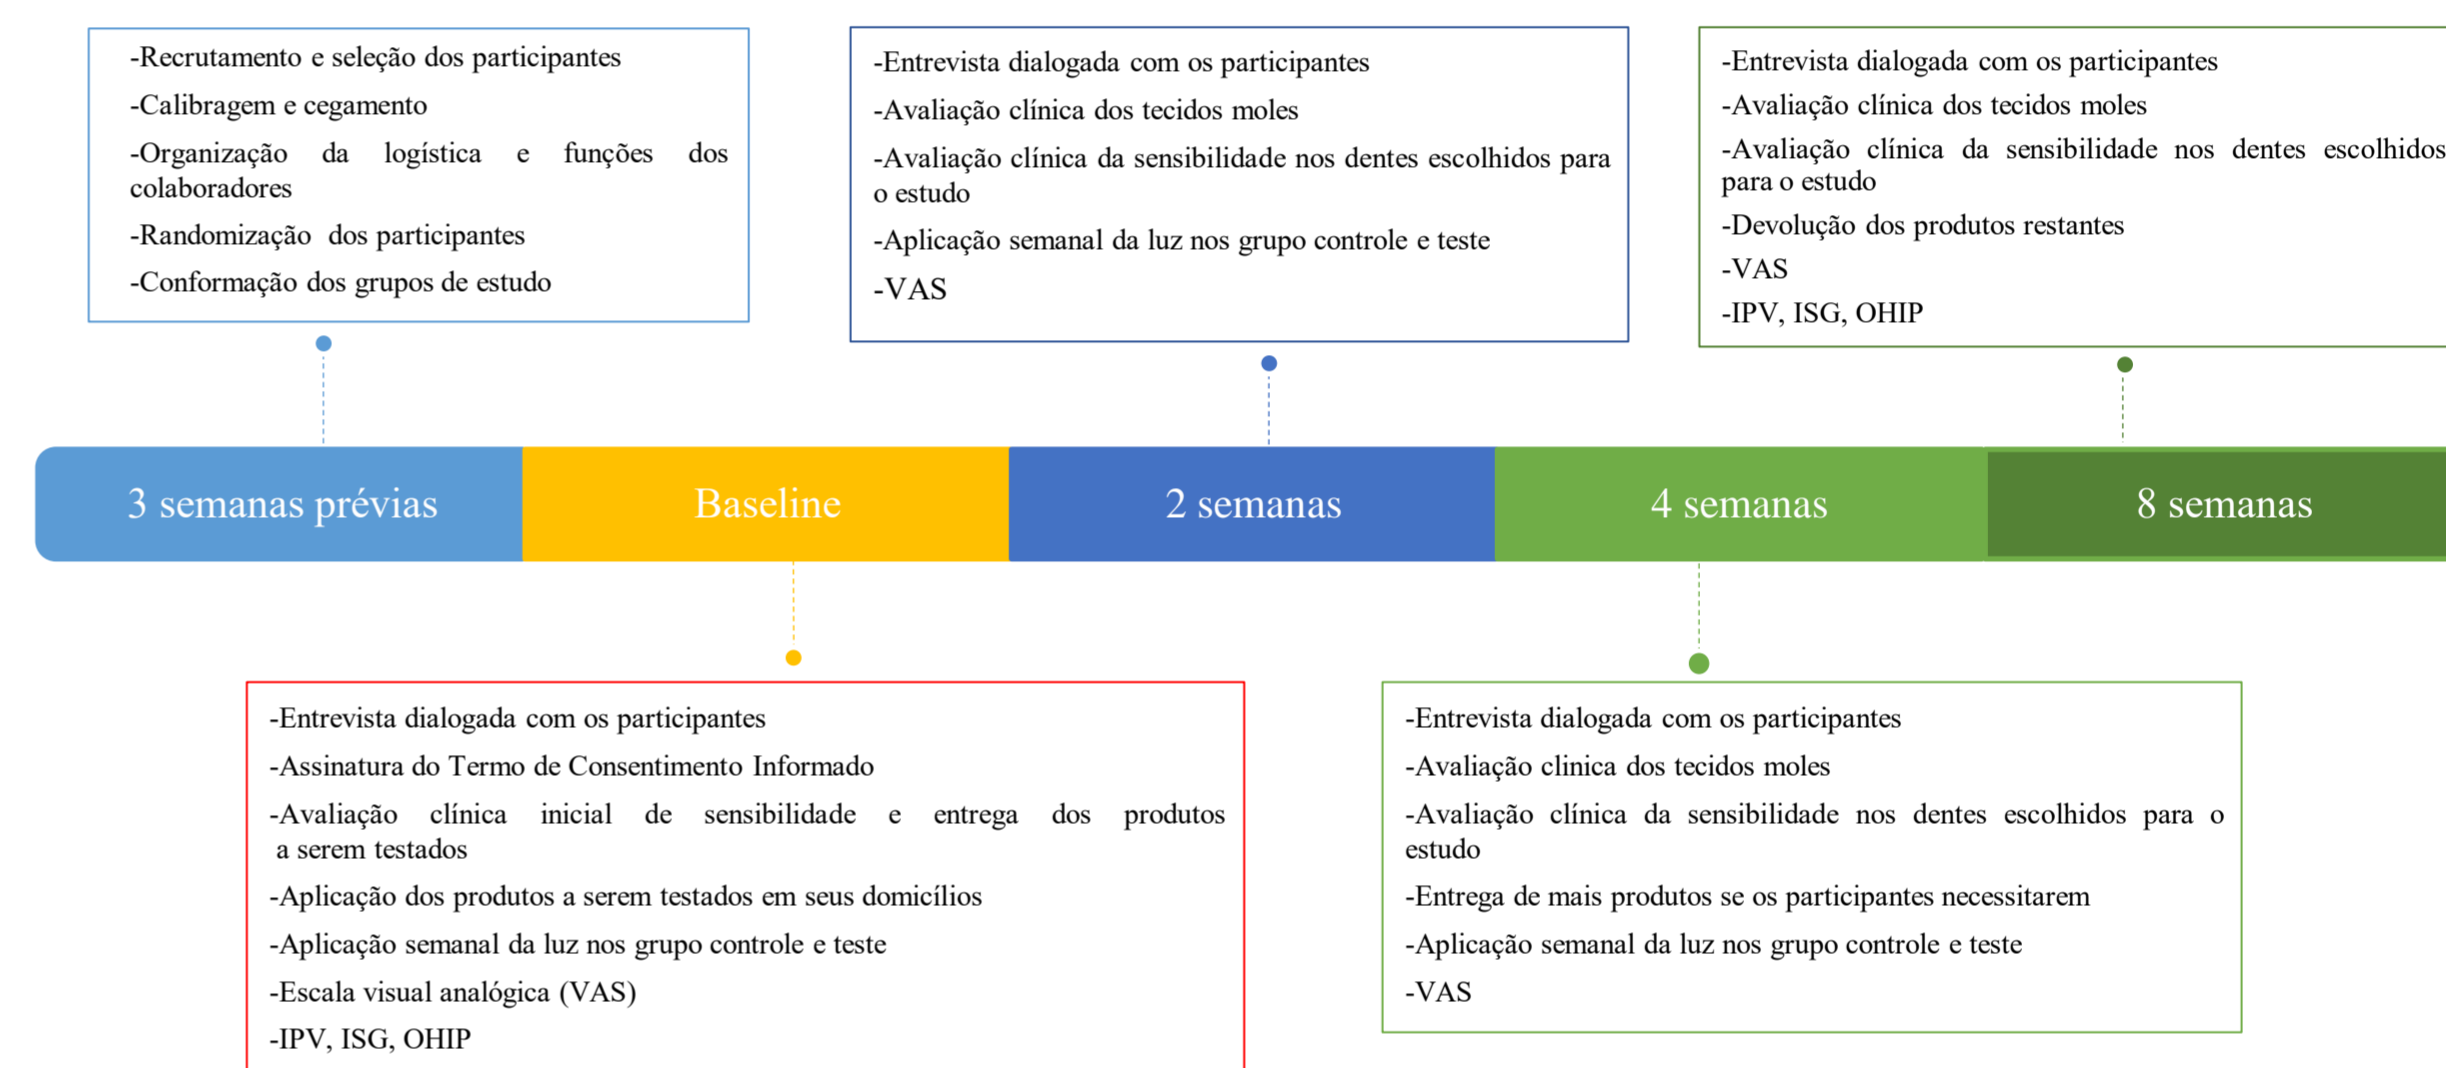 -Recrutamento e seleção dos participantes
-Calibragem e cegamento
-Organização da logística e funções dos
colaboradores
-Randomização dos participantes
-Conformação dos grupos de estudo
-Entrevista dialogada com os participantes
-Avaliação clínica dos tecidos moles
-Avaliação clínica da sensibilidade nos dentes escolhidos para
o estudo
-Aplicação semanal da luz nos grupo controle e teste
-VAS
-Entrevista dialogada com os participantes
-Avaliação clínica dos tecidos moles
-Avaliação clínica da sensibilidade nos dentes escolhidos
para o estudo
-Devolução dos produtos restantes
-VAS
-IPV, ISG, OHIP
3 semanas prévias
Baseline
2 semanas
4 semanas
8 semanas
-Entrevista dialogada com os participantes
-Assinatura do Termo de Consentimento Informado
-Avaliação clínica inicial de sensibilidade e entrega dos produtos
a serem testados
-Aplicação dos produtos a serem testados em seus domicílios
-Aplicação semanal da luz nos grupo controle e teste
-Escala visual analógica (VAS)
-IPV, ISG, OHIP
-Entrevista dialogada com os participantes
-Avaliação clinica dos tecidos moles
-Avaliação clínica da sensibilidade nos dentes escolhidos para o
estudo
-Entrega de mais produtos se os participantes necessitarem
-Aplicação semanal da luz nos grupo controle e teste
-VAS